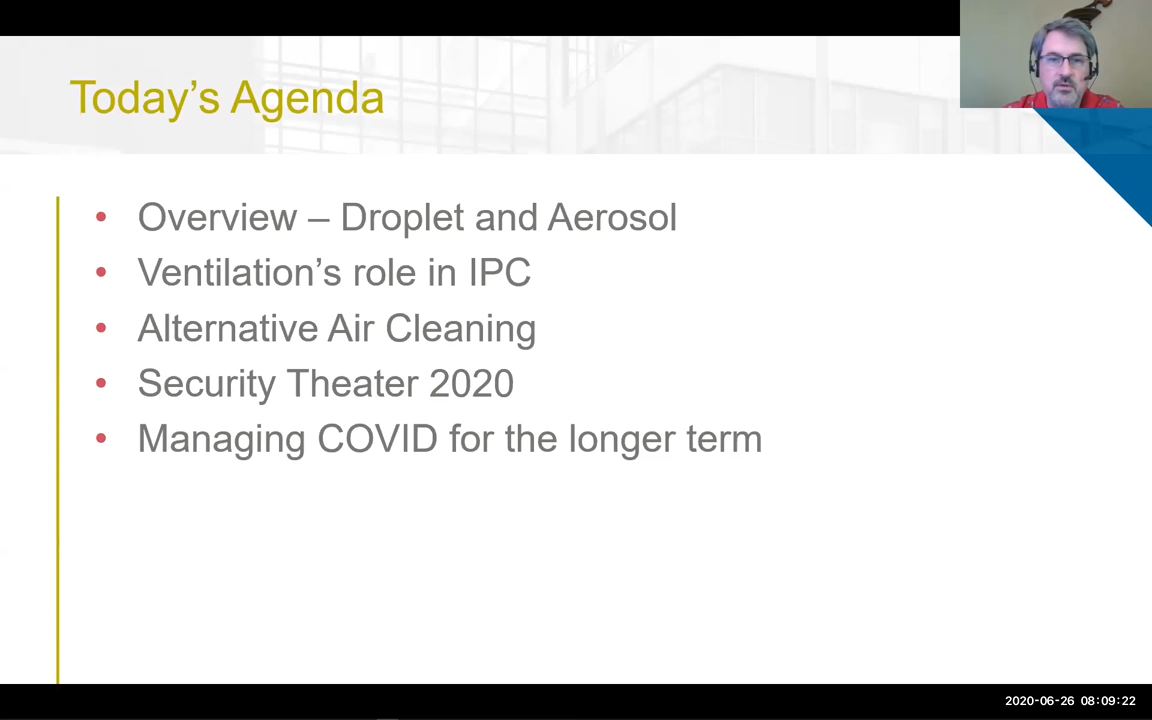 Today’s Agenda
• Overview – Droplet and Aerosol
• Ventilation’s role in IPC
• Alternative Air Cleaning
• Security Theater 2020
• Managing COVID for the longer term
2020-06-26 08:09:22